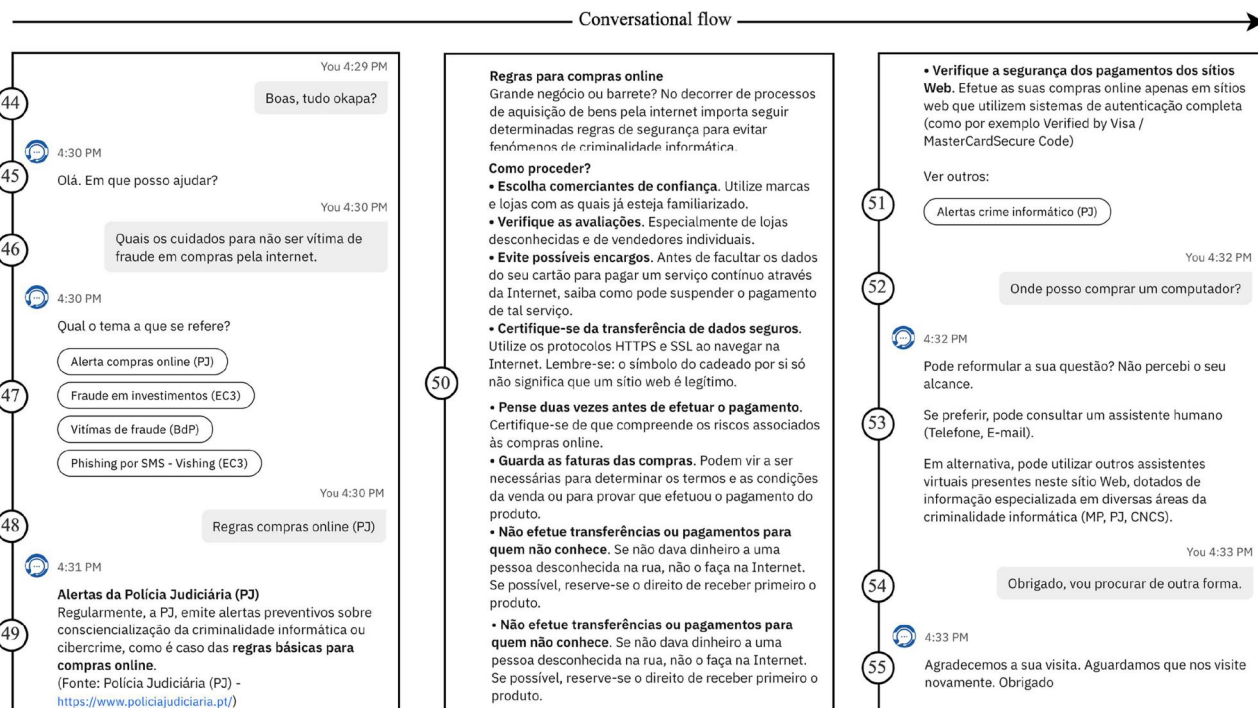 Conversational flow
You 4:29 PM
44
Boas, tudo okapa?
4:30 PM
45
Olá. Em que posso ajudar?
You 4:30 PM
46
Quais os cuidados para não ser vítima de
fraude em compras pela internet.
4:30 PM
Qual o tema a que se refere?
Alerta compras online (PJ)
47
Fraude em investimentos (EC3)
Vitímas de fraude (BdP)
Phishing por SMS - Vishing (EC3)
You 4:30 PM
48
Regras compras online (PJ)
4:31 PM
Alertas da Polícia Judiciária (PJ)
Regularmente, a PJ, emite alertas preventivos sobre
49
consciencialização da criminalidade informática ou
cibercrime, como é caso das regras básicas para
compras online.
(Fonte: Polícia Judiciária (PJ) -
https://www.policiajudiciaria.pt/)
Regras para compras online
Grande negócio ou barrete? No decorrer de processos
de aquisição de bens pela internet importa seguir
determinadas regras de segurança para evitar
fenómenos de criminalidade informática.
Como proceder?
• Escolha comerciantes de confiança. Utilize marcas
e lojas com as quais já esteja familiarizado.
• Verifique as avaliações. Especialmente de lojas
desconhecidas e de vendedores individuais.
• Evite possíveis encargos. Antes de facultar os dados
do seu cartão para pagar um serviço contínuo através
da Internet, saiba como pode suspender o pagamento
de tal serviço.
• Certifique-se da transferência de dados seguros.
Utilize os protocolos HTTPS e SSL ao navegar na
Internet. Lembre-se: o símbolo do cadeado por si só
não significa que um sítio web é legítimo.
50
• Pense duas vezes antes de efetuar o pagamento.
Certifique-se de que compreende os riscos associados
às compras online.
• Guarda as faturas das compras. Podem vir a ser
necessárias para determinar os termos e as condições
da venda ou para provar que efetuou o pagamento do
produto.
• Não efetue transferências ou pagamentos para
quem não conhece. Se não dava dinheiro a uma
pessoa desconhecida na rua, não o faça na Internet.
Se possível, reserve-se o direito de receber primeiro o
produto.
• Não efetue transferências ou pagamentos para
quem não conhece. Se não dava dinheiro a uma
pessoa desconhecida na rua, não o faça na Internet.
Se possível, reserve-se o direito de receber primeiro o
produto.
• Verifique a segurança dos pagamentos dos sítios
Web. Efetue as suas compras online apenas em sítios
web que utilizem sistemas de autenticação completa
(como por exemplo Verified by Visa /
MasterCardSecure Code)
Ver outros:
51
Alertas crime informático (PJ)
You 4:32 PM
52
Onde posso comprar um computador?
4:32 PM
Pode reformular a sua questão? Não percebi o seu
alcance.
53
Se preferir, pode consultar um assistente humano
(Telefone, E-mail).
Em alternativa, pode utilizar outros assistentes
virtuais presentes neste sítio Web, dotados de
informação especializada em diversas áreas da
criminalidade informática (MP, PJ, CNCS).
You 4:33 PM
54
Obrigado, vou procurar de outra forma.
4:33 PM
55
Agradecemos a sua visita. Aguardamos que nos visite
novamente. Obrigado